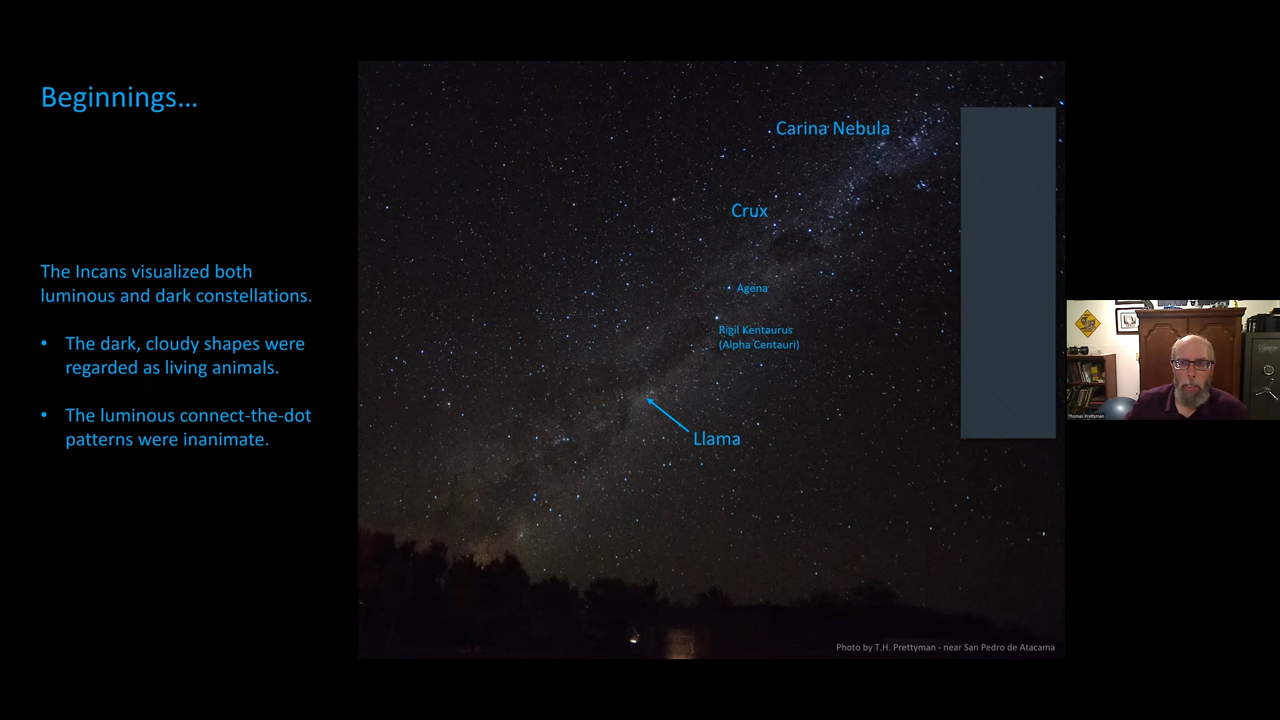 Beginnings...
The Incans visualized both
luminous and dark constellations.
• The dark, cloudy shapes were
regarded as living animals.
• The luminous connect-the-dot
patterns were inanimate.
Carina Nebula
Crux
Agena
Rigil Kentaurus
(Alpha Centauri)
Llama
Photo by T.H. Prettyman - near San Pedro de Atacama
Thomas Prettyman